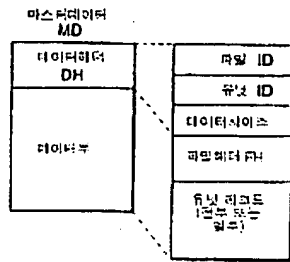 마스터데이터
MD
데이터헤더
DH
데이터부
파일 ID
유닛 ID
데이터사이즈
파일헤더 FH
유닛 레코드
(전부 또는
일부)